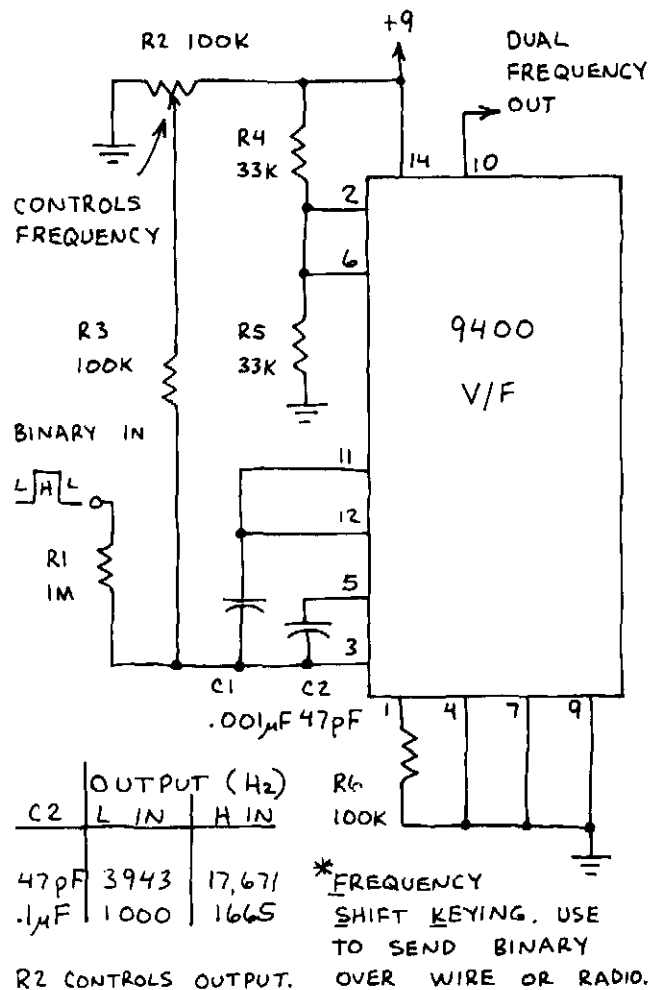 +9
R2 100K
DUAL
FREQUENCY
OUT
R4
33K
14
10
2
CONTROLS
FREQUENCY
6
R3
100K
R5
33K
9400
V/F
BINARY IN
L H L
11
12
R1
1M
5
3
C1
C2
.001µF 47pF
1
4
7
9
R6
100K
OUTPUT (Hz)
C2 L IN H IN
47pF 3943 17,671
.1µF 1000 1665
*FREQUENCY
SHIFT KEYING. USE
TO SEND BINARY
OVER WIRE OR RADIO.
R2 CONTROLS OUTPUT.